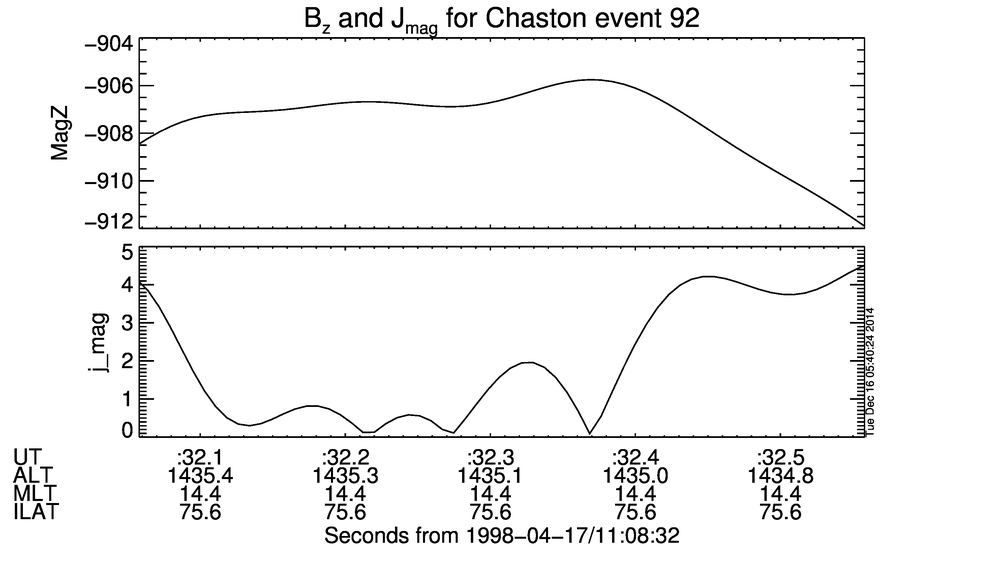 Bz and Jmag for Chaston event 92
−904
−906
−908
−910
−912
MagZ
5
4
3
2
1
0
j_mag
Tue Dec 16 05:40:24 2014
UT :32.1 :32.2 :32.3 :32.4 :32.5
ALT 1435.4 1435.3 1435.1 1435.0 1434.8
MLT 14.4 14.4 14.4 14.4 14.4
ILAT 75.6 75.6 75.6 75.6 75.6
Seconds from 1998−04−17/11:08:32